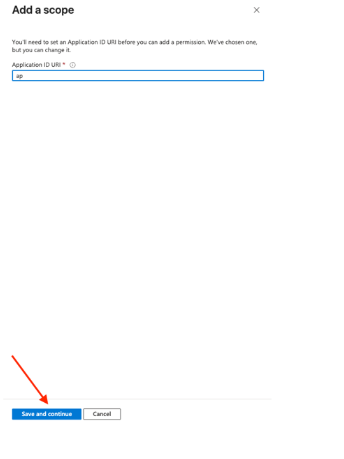 Add a scope
You'll need to set an Application ID URI before you can add a permission. We've chosen one,
but you can change it.
Application ID URI *
ap
Save and continue
Cancel